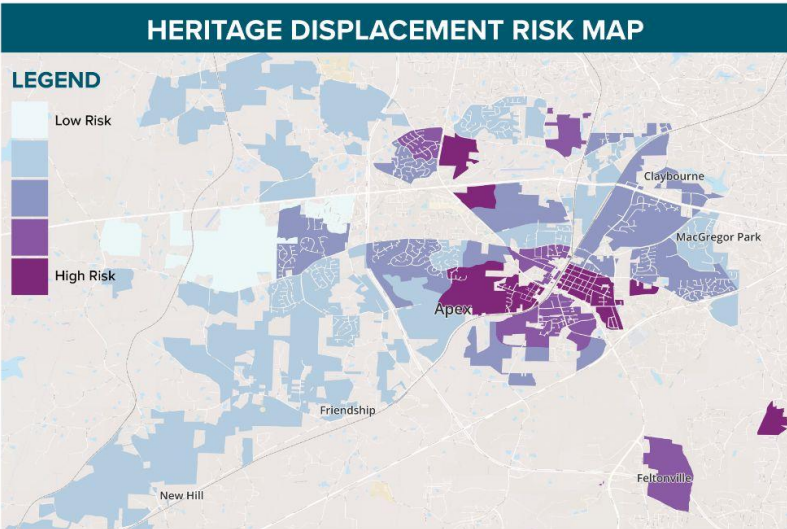 HERITAGE DISPLACEMENT RISK MAP
LEGEND
Low Risk
High Risk
Claybourne
MacGregor Park
Apex
Friendship
Feltonville
New Hill